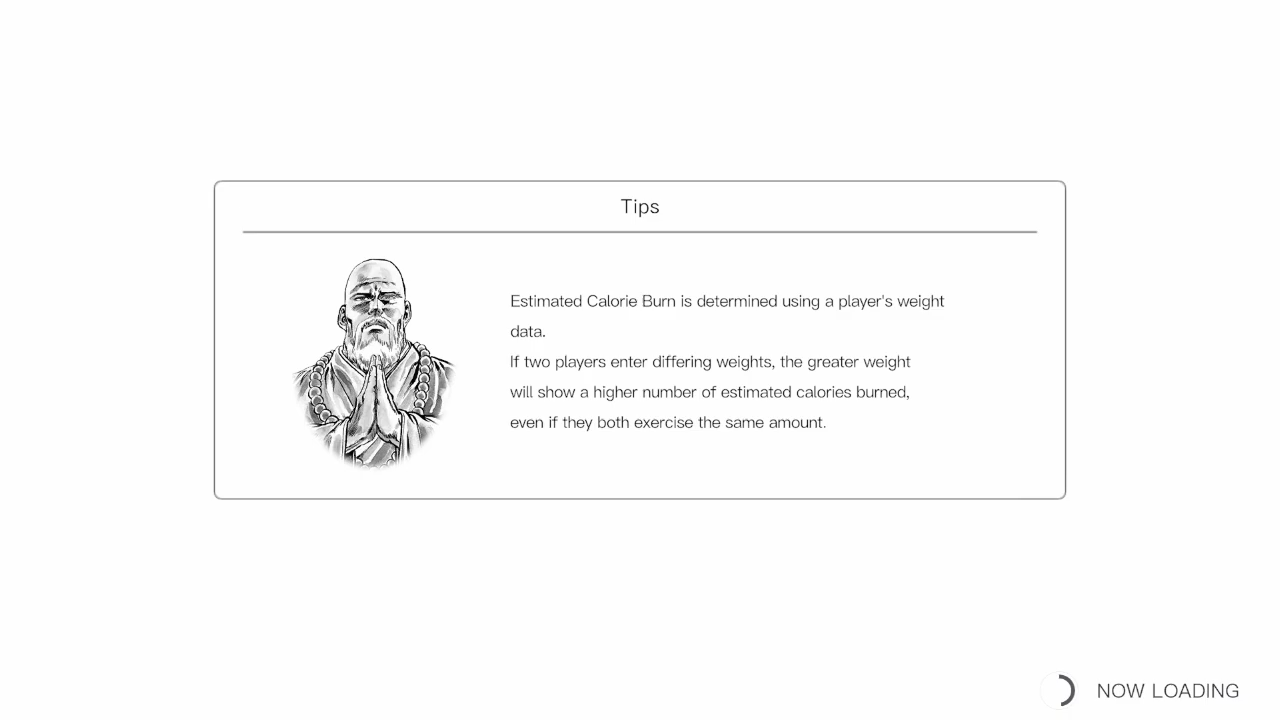 Tips
Estimated Calorie Burn is determined using a player's weight
data.
If two players enter differing weights, the greater weight
will show a higher number of estimated calories burned,
even if they both exercise the same amount.
NOW LOADING